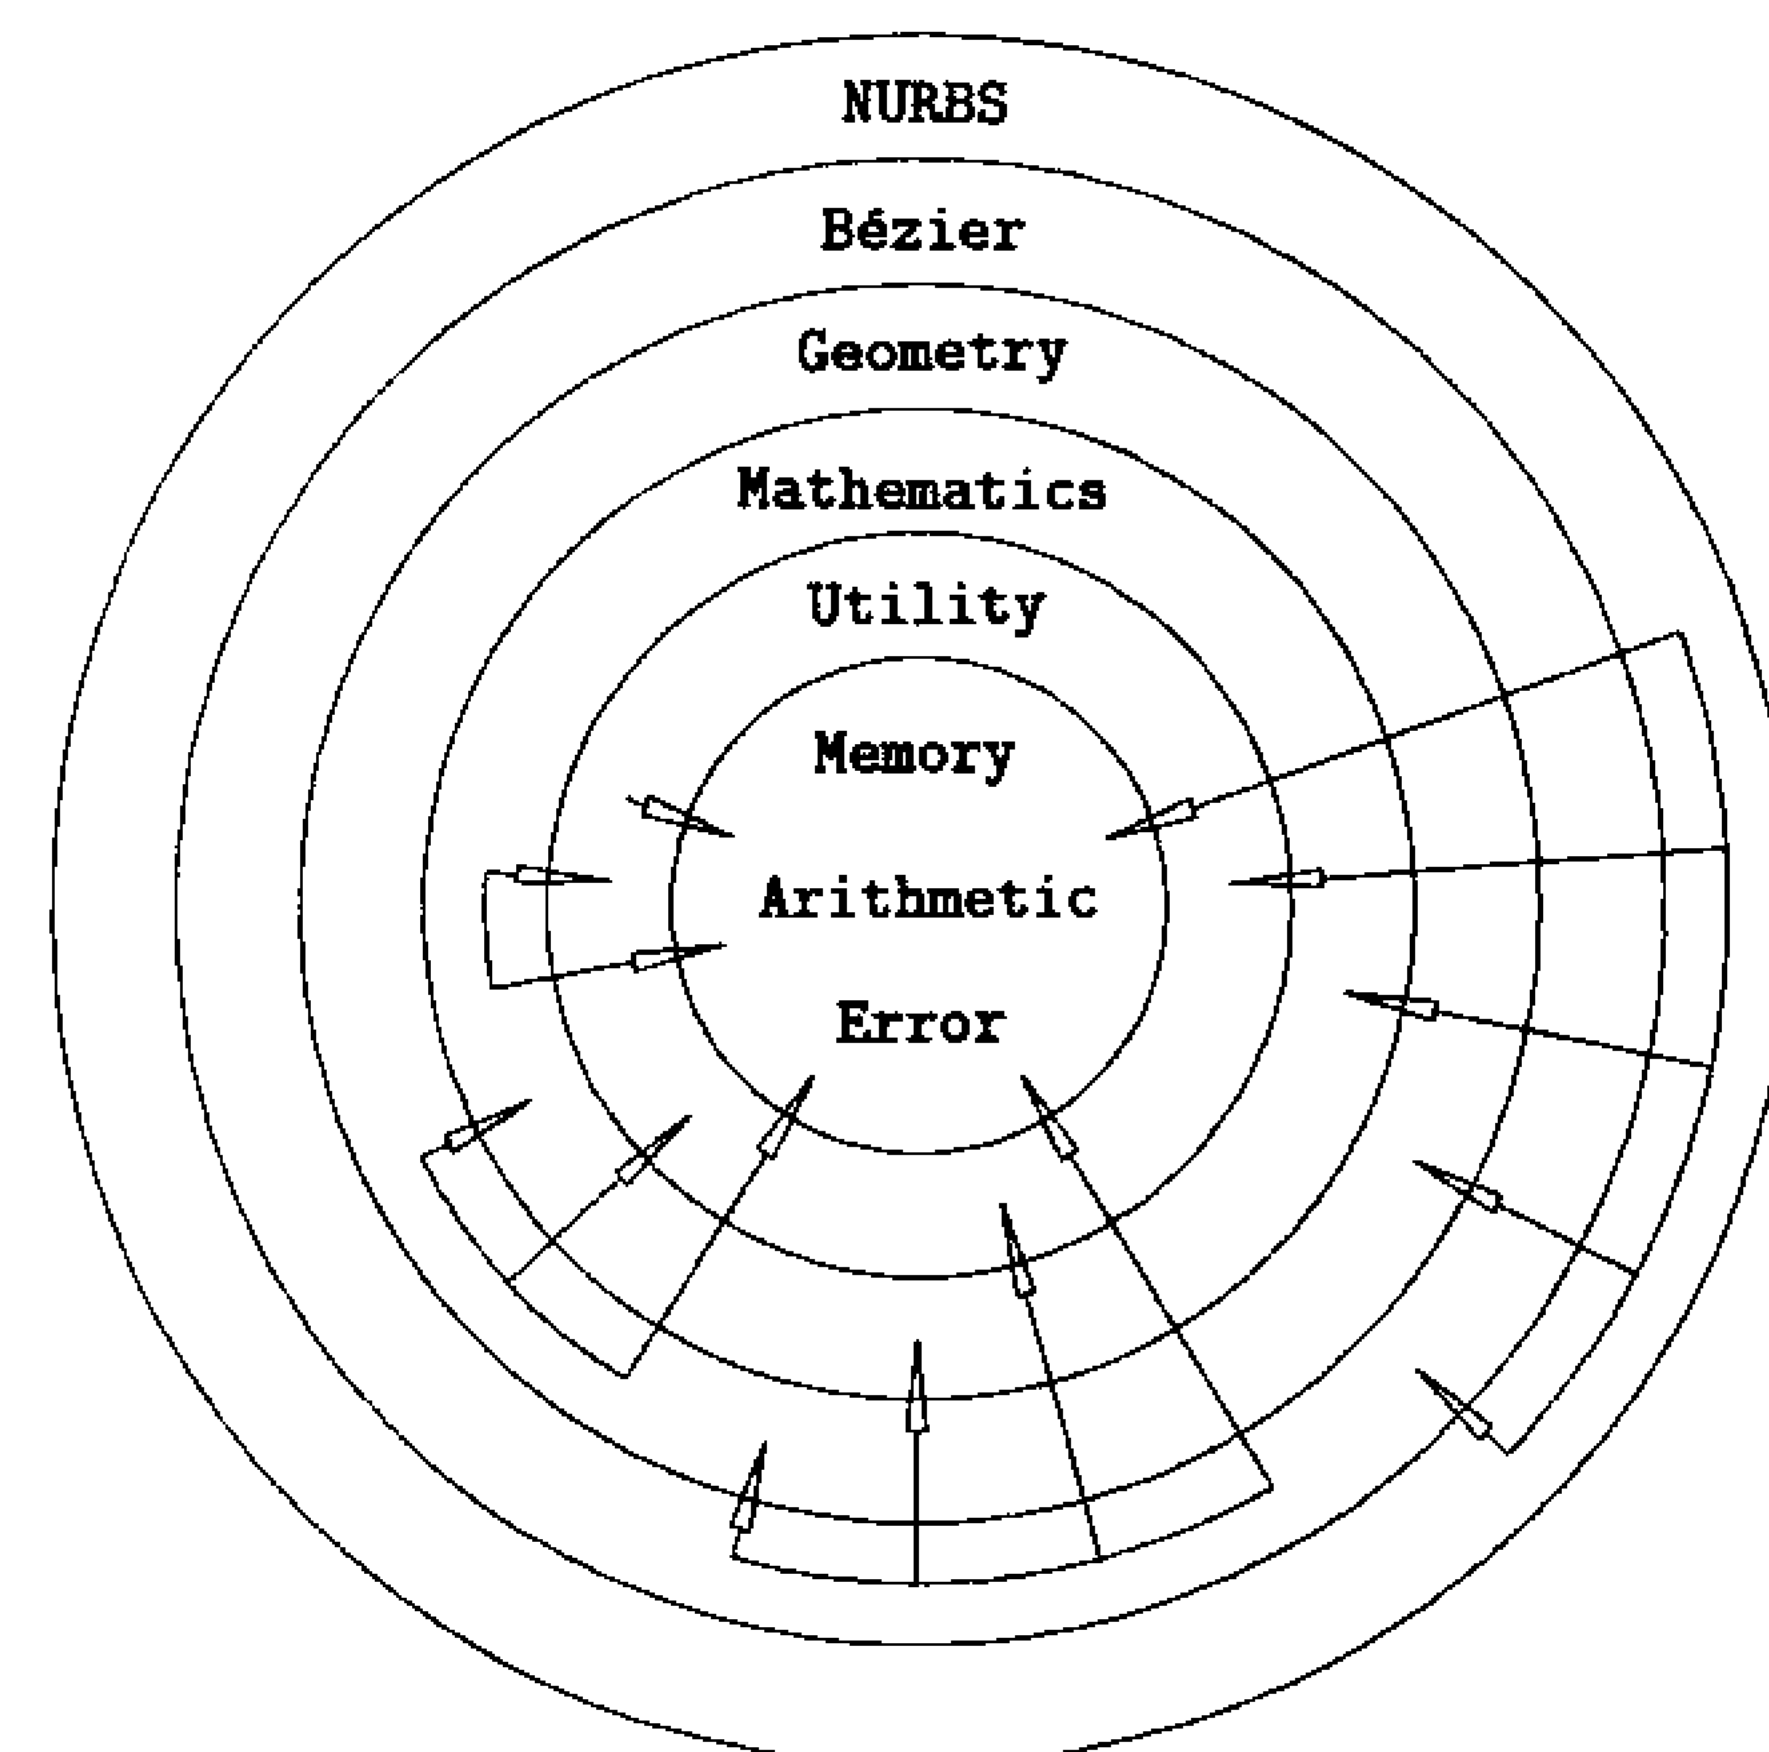 NURBS
Bézier
Geometry
Mathematics
Utility
Memory
Arithmetic
Error